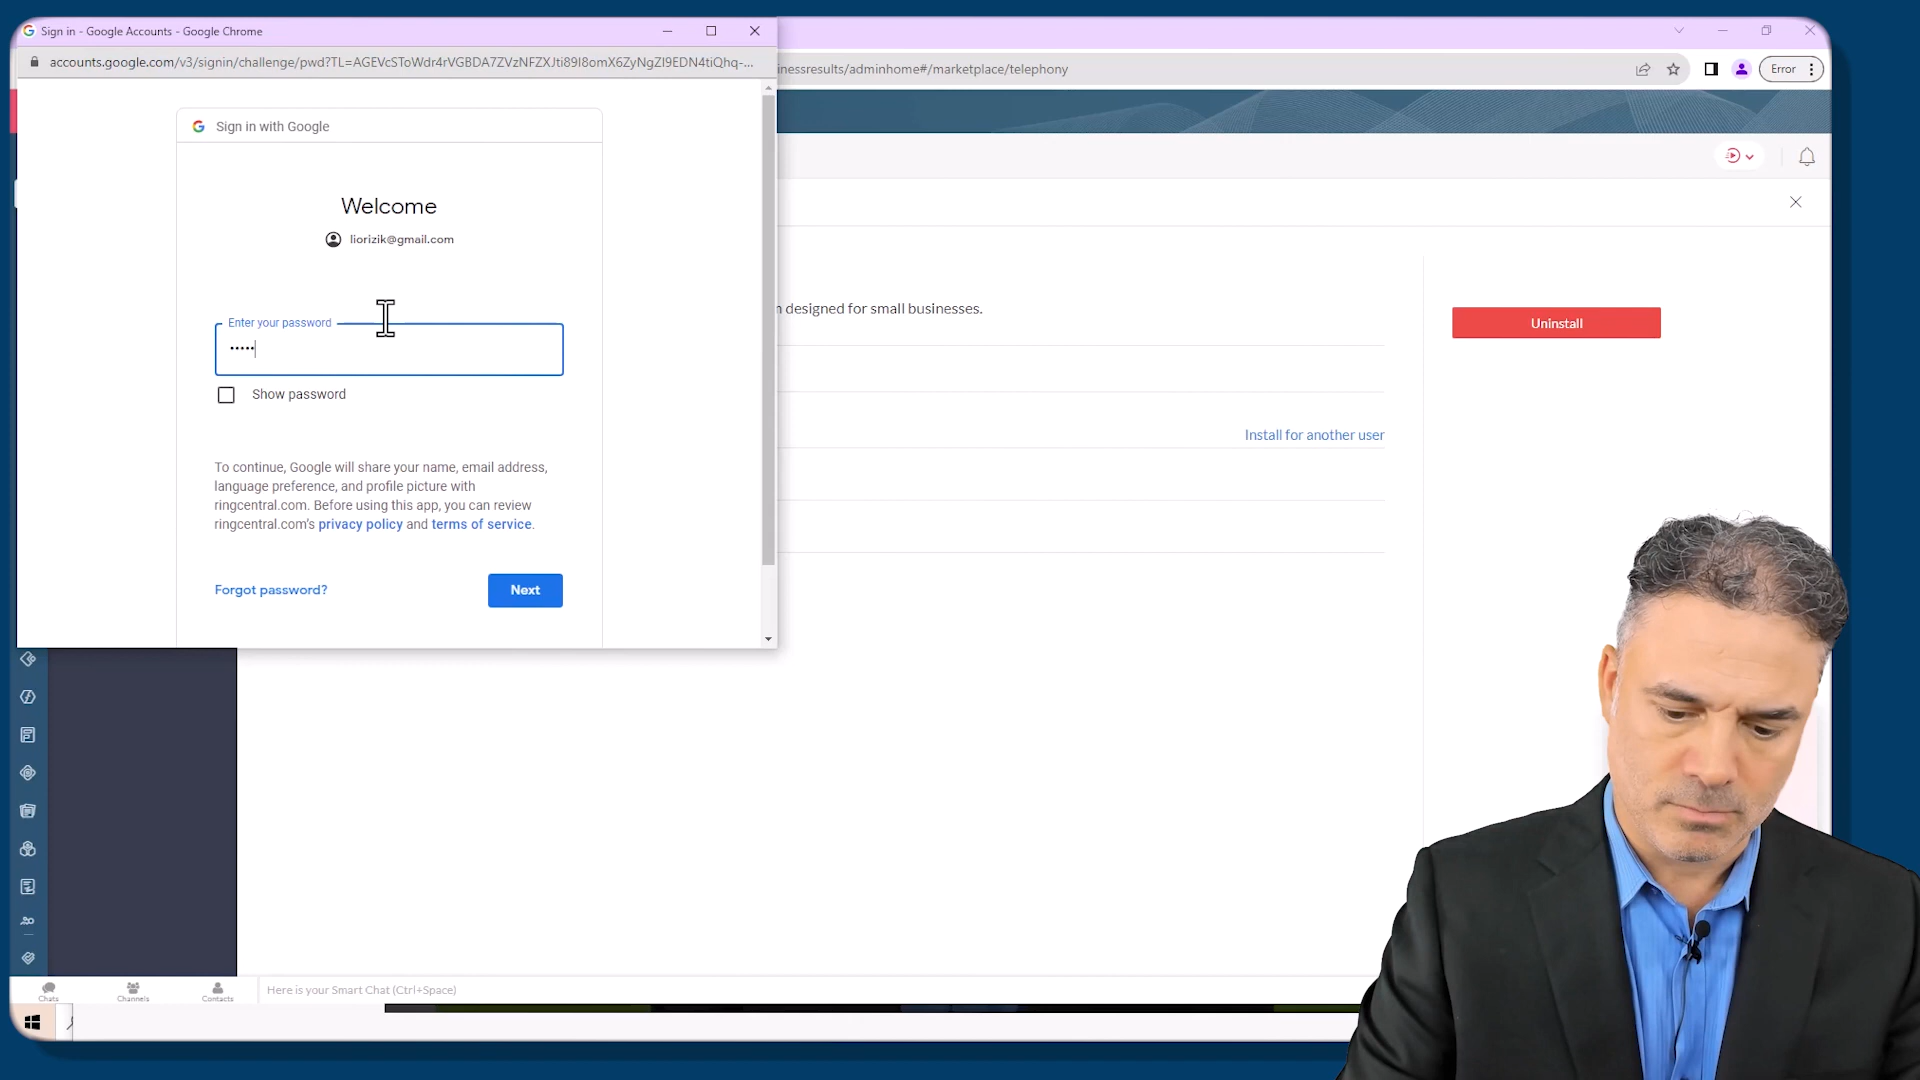 Sign in - Google Accounts - Google Chrome
accounts.google.com/v3/signin/challenge/pwd?TL=AGEVcSToWdr4rVGBDA7ZVzNFZXJti89I8omX6ZyNgZI9EDN4tiQhq-...
inessresults/adminhome#/marketplace/telephony
Error
Sign in with Google
Welcome
liorizik@gmail.com
designed for small businesses.
Enter your password
•••••
Uninstall
Show password
Install for another user
To continue, Google will share your name, email address,
language preference, and profile picture with
ringcentral.com. Before using this app, you can review
ringcentral.com's privacy policy and terms of service.
Forgot password?
Next
Chats
Channels
Contacts
Here is your Smart Chat (Ctrl+Space)